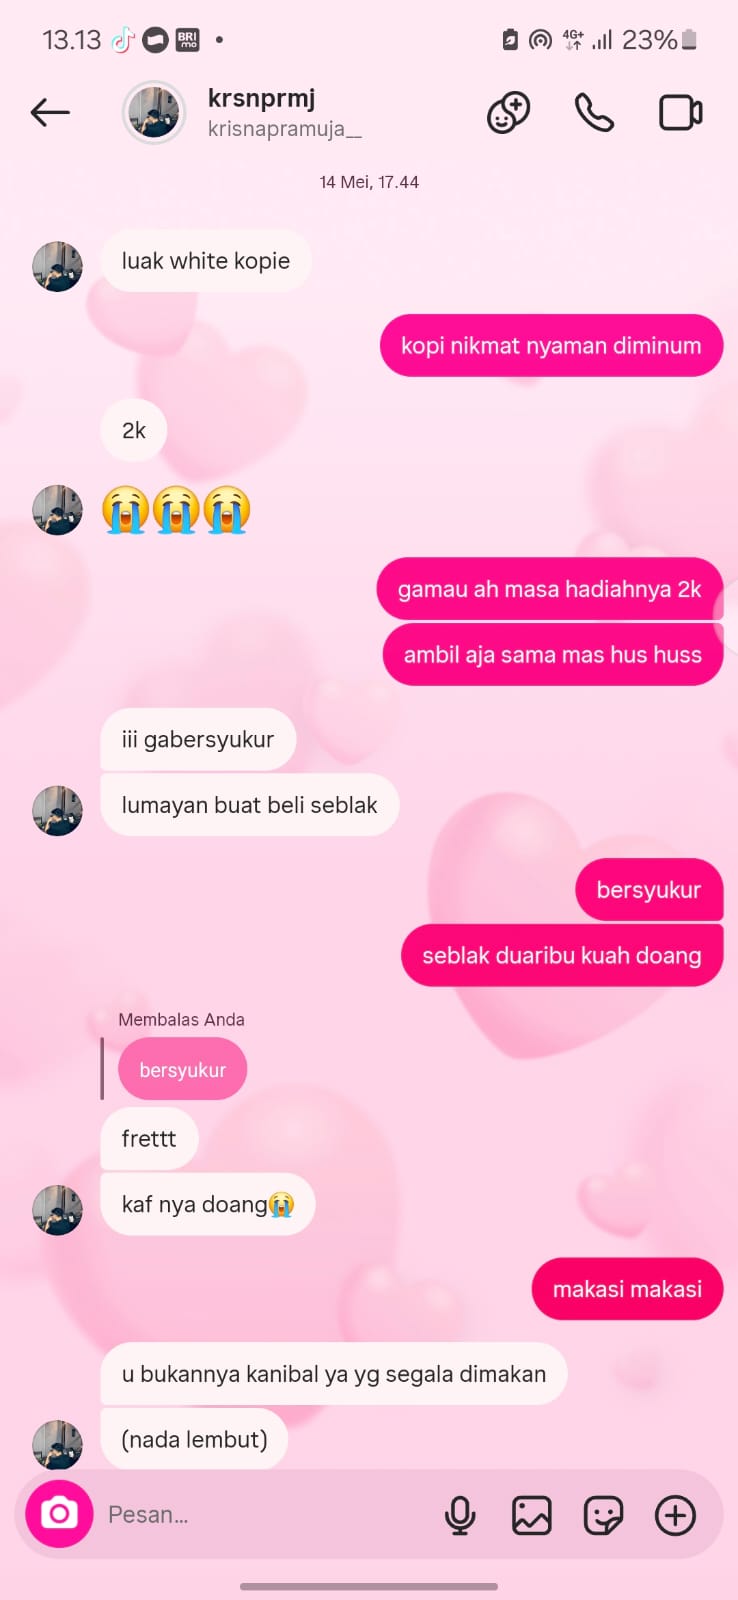 13.13
BRI
mo
4G+
23%
krsnprmj
krisnapramuja__
14 Mei, 17.44
luak white kopie
kopi nikmat nyaman diminum
2k
😭😭😭
gamau ah masa hadiahnya 2k
ambil aja sama mas hus huss
iii gabersyukur
lumayan buat beli seblak
bersyukur
seblak duaribu kuah doang
Membalas Anda
bersyukur
frettt
kaf nya doang😭
makasi makasi
u bukannya kanibal ya yg segala dimakan
(nada lembut)
Pesan...